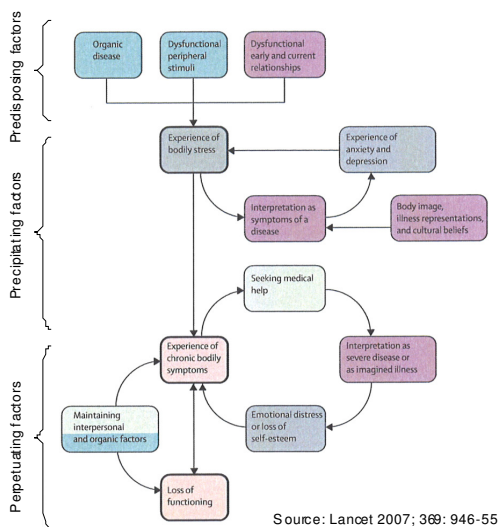 Predisposing factors
Organic
disease
Dysfunctional
peripheral
stimuli
Dysfunctional
early and current
relationships
Precipitating factors
Experience of
bodily stress
Experience of
anxiety and
depression
Interpretation as
symptoms of a
disease
Body image,
illness representations,
and cultural beliefs
Seeking medical
help
Perpetuating factors
Experience of
chronic bodily
symptoms
Interpretation as
severe disease or
as imagined illness
Maintaining
interpersonal
and organic factors
Emotional distress
or loss of
self-esteem
Loss of
functioning
Source: Lancet 2007; 369: 946-55